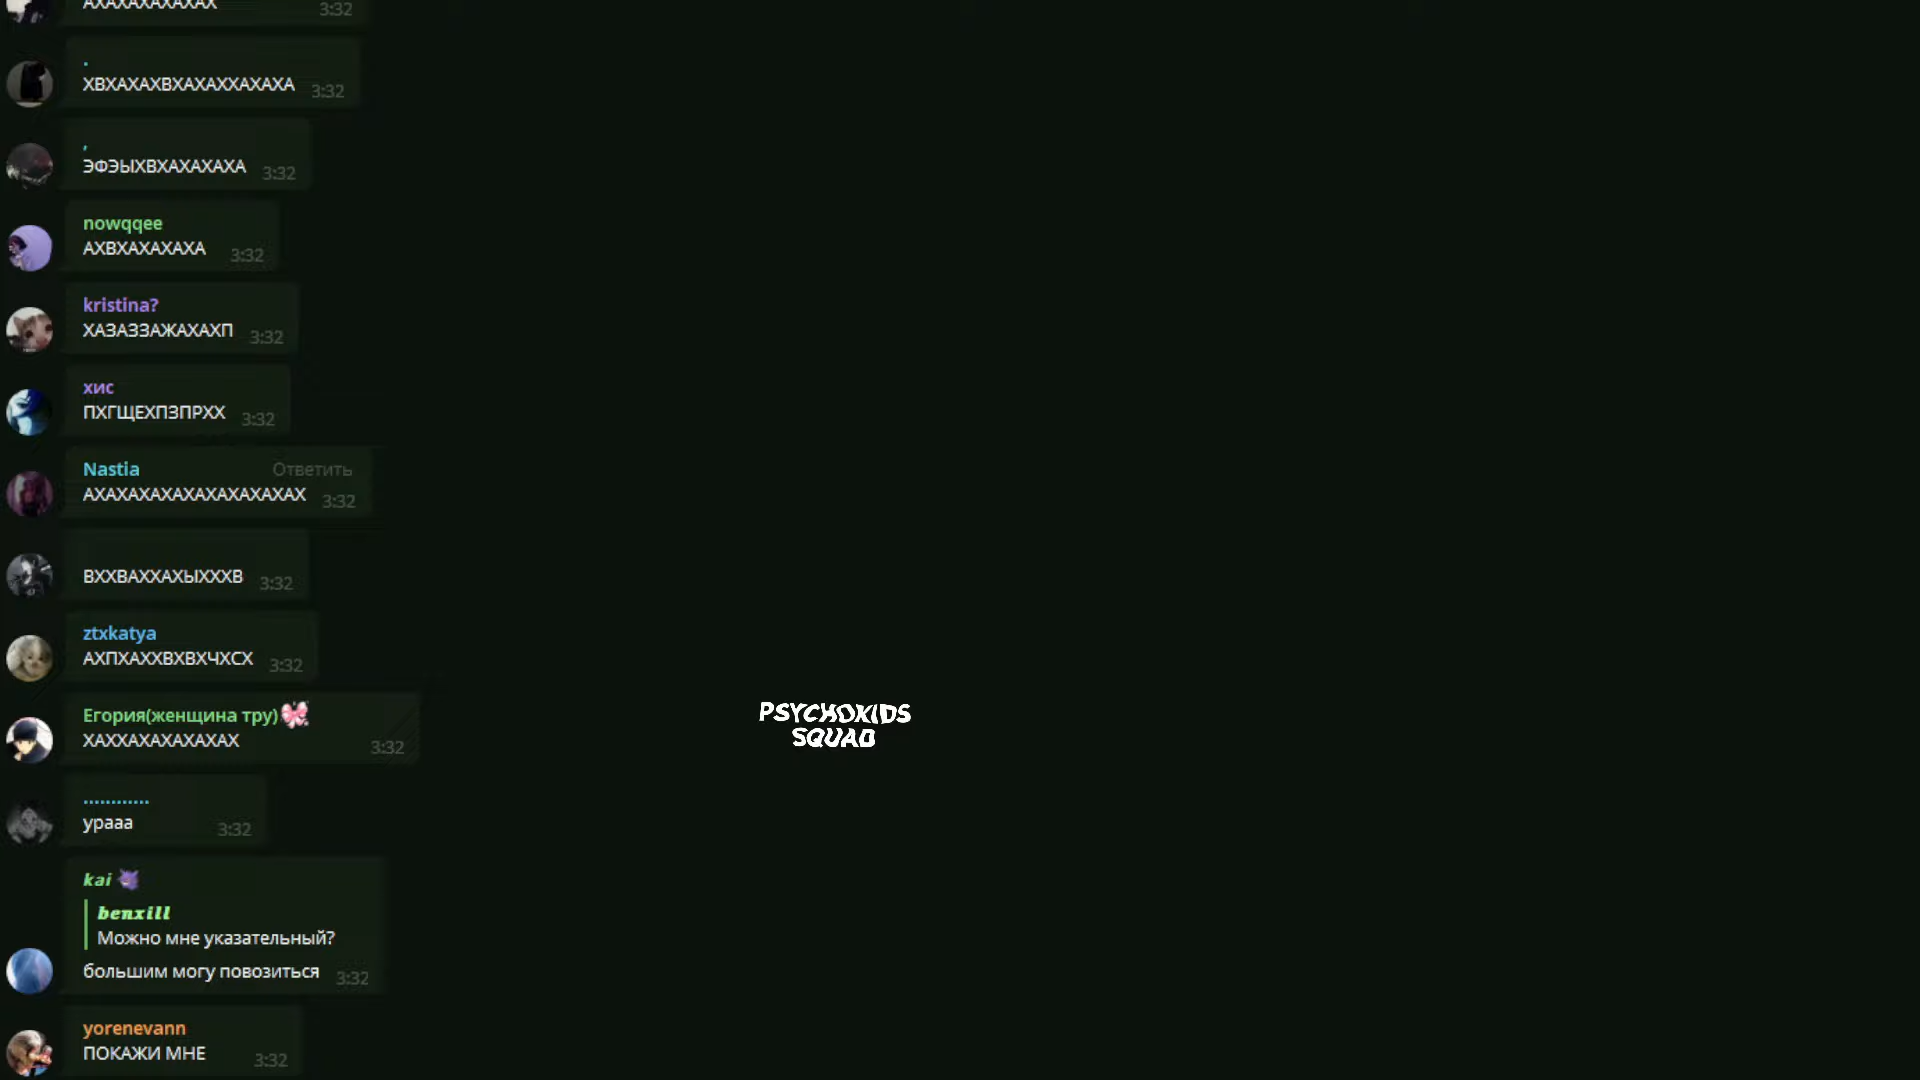 АХАХАХАХАХАХ 3:32
.
ХВХАХАХВХАХАХХАХАХА 3:32
,
ЭФЭЫХВХАХАХАХА 3:32
nowqqee
АХВХАХАХАХА 3:32
kristina?
ХАЗАЗЗАЖАХАХП 3:32
хис
ПХГЩЕХПЗПРХХ 3:32
Nastia Ответить
АХАХАХАХАХАХАХАХАХАХ 3:32
ВХХВАХХАХЫХХХВ 3:32
ztxkatya
АХПХАХХВХВХЧХСХ 3:32
Егория(женщина тру)
ХАХХАХАХАХАХАХ 3:32
PSYCHOKIDS
SQUAD
............
урааа 3:32
kai
benxill
Можно мне указательный?
большим могу повозиться 3:32
yorenevann
ПОКАЖИ МНЕ 3:32